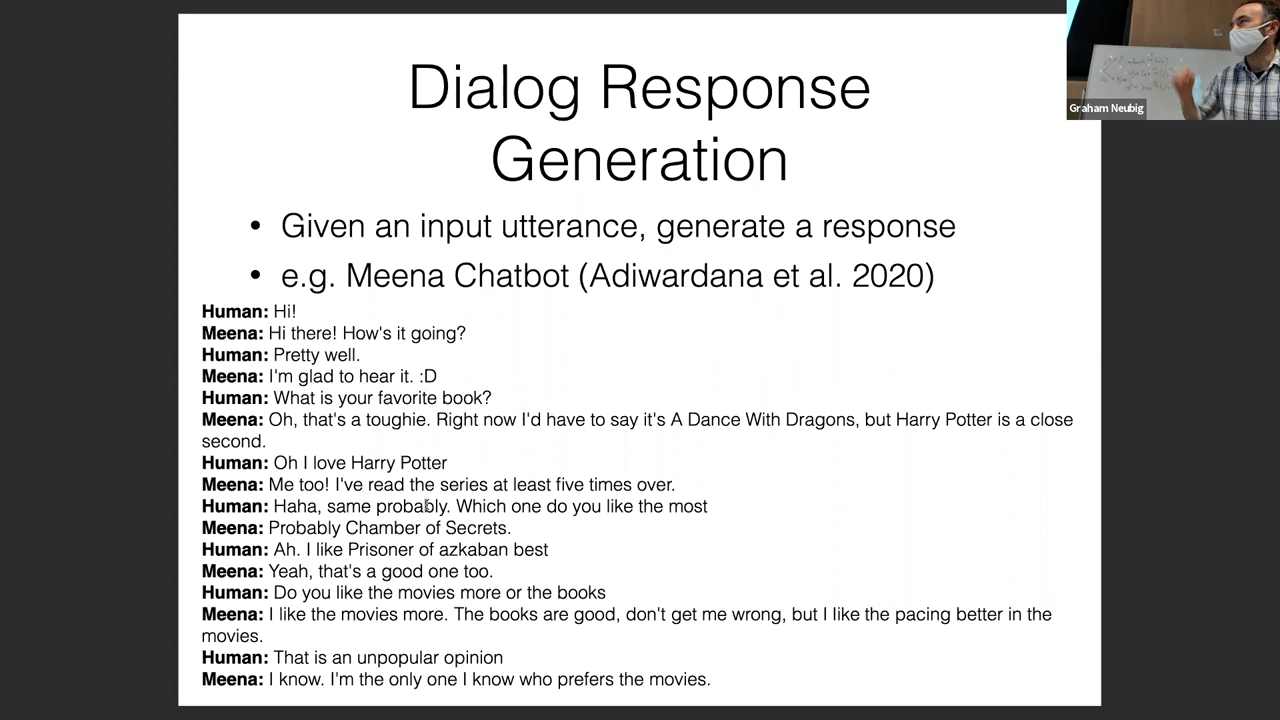 Dialog Response
Generation
• Given an input utterance, generate a response
• e.g. Meena Chatbot (Adiwardana et al. 2020)
Human: Hi!
Meena: Hi there! How's it going?
Human: Pretty well.
Meena: I'm glad to hear it. :D
Human: What is your favorite book?
Meena: Oh, that's a toughie. Right now I'd have to say it's A Dance With Dragons, but Harry Potter is a close
second.
Human: Oh I love Harry Potter
Meena: Me too! I've read the series at least five times over.
Human: Haha, same probably. Which one do you like the most
Meena: Probably Chamber of Secrets.
Human: Ah. I like Prisoner of azkaban best
Meena: Yeah, that's a good one too.
Human: Do you like the movies more or the books
Meena: I like the movies more. The books are good, don't get me wrong, but I like the pacing better in the
movies.
Human: That is an unpopular opinion
Meena: I know. I'm the only one I know who prefers the movies.
Graham Neubig